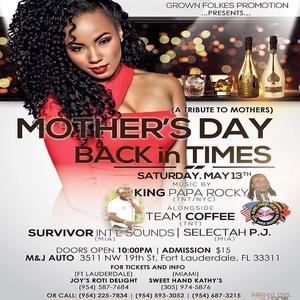 GROWN FOLKES PROMOTION
...PRESENTS...
(A TRIBUTE TO MOTHERS)
MOTHER'S DAY
BACK in TIMES
SATURDAY, MAY 13TH
MUSIC BY
KING PAPA ROCKY
(TNT/NYC)
ALONGSIDE
TEAM COFFEE
(TNT)
SURVIVOR INT'L SOUNDS | SELECTAH P.J.
(MIA) (MIA)
DOORS OPEN 10:00PM | ADMISSION $15
M&J AUTO 3511 NW 19th St, Fort Lauderdale, FL 33311
FOR TICKETS AND INFO
(FT LAUDERDALE) (MIAMI)
JOY'S ROTI DELIGHT SWEET HAND KATHY'S
(954) 587-7684 (305) 974-5876
OR CALL: (954) 225-7834 | (954) 593-3052 | (954) 687-3215